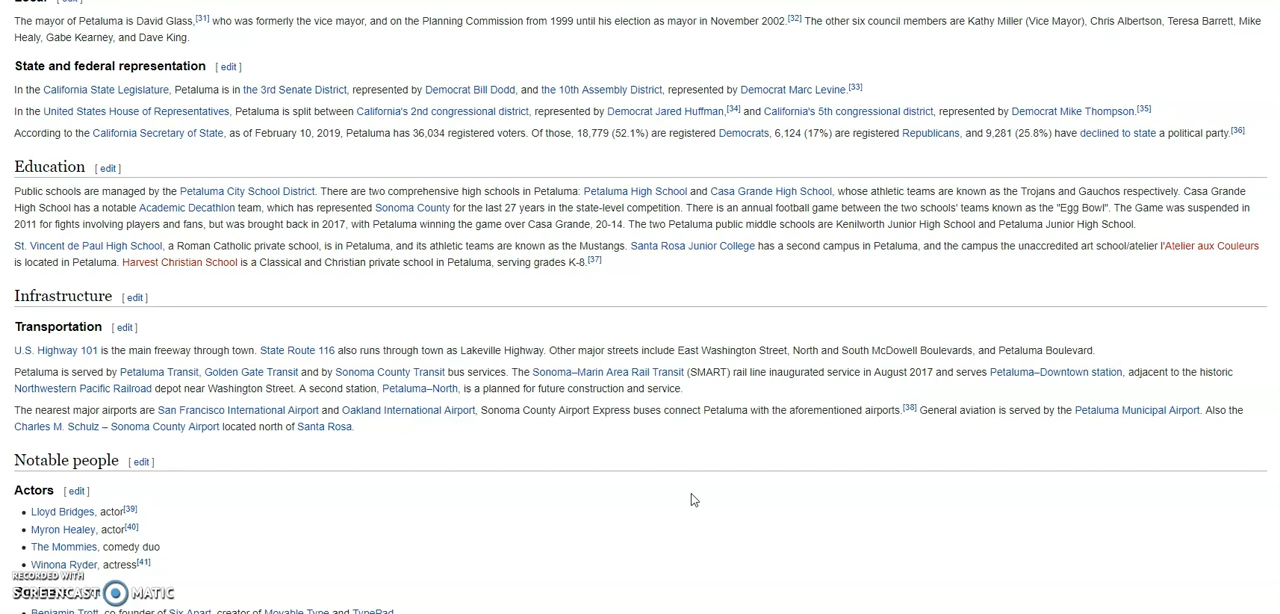 [ edit ]
The mayor of Petaluma is David Glass,[31] who was formerly the vice mayor, and on the Planning Commission from 1999 until his election as mayor in November 2002.[32] The other six council members are Kathy Miller (Vice Mayor), Chris Albertson, Teresa Barrett, Mike
Healy, Gabe Kearney, and Dave King.
State and federal representation [ edit ]
In the California State Legislature, Petaluma is in the 3rd Senate District, represented by Democrat Bill Dodd, and the 10th Assembly District, represented by Democrat Marc Levine.[33]
In the United States House of Representatives, Petaluma is split between California's 2nd congressional district, represented by Democrat Jared Huffman,[34] and California's 5th congressional district, represented by Democrat Mike Thompson.[35]
According to the California Secretary of State, as of February 10, 2019, Petaluma has 36,034 registered voters. Of those, 18,779 (52.1%) are registered Democrats, 6,124 (17%) are registered Republicans, and 9,281 (25.8%) have declined to state a political party.[36]
Education [ edit ]
Public schools are managed by the Petaluma City School District. There are two comprehensive high schools in Petaluma: Petaluma High School and Casa Grande High School, whose athletic teams are known as the Trojans and Gauchos respectively. Casa Grande
High School has a notable Academic Decathlon team, which has represented Sonoma County for the last 27 years in the state-level competition. There is an annual football game between the two schools' teams known as the "Egg Bowl". The Game was suspended in
2011 for fights involving players and fans, but was brought back in 2017, with Petaluma winning the game over Casa Grande, 20-14. The two Petaluma public middle schools are Kenilworth Junior High School and Petaluma Junior High School.
St. Vincent de Paul High School, a Roman Catholic private school, is in Petaluma, and its athletic teams are known as the Mustangs. Santa Rosa Junior College has a second campus in Petaluma, and the campus the unaccredited art school/atelier l'Atelier aux Couleurs
is located in Petaluma. Harvest Christian School is a Classical and Christian private school in Petaluma, serving grades K-8.[37]
Infrastructure [ edit ]
Transportation [ edit ]
U.S. Highway 101 is the main freeway through town. State Route 116 also runs through town as Lakeville Highway. Other major streets include East Washington Street, North and South McDowell Boulevards, and Petaluma Boulevard.
Petaluma is served by Petaluma Transit, Golden Gate Transit and by Sonoma County Transit bus services. The Sonoma–Marin Area Rail Transit (SMART) rail line inaugurated service in August 2017 and serves Petaluma–Downtown station, adjacent to the historic
Northwestern Pacific Railroad depot near Washington Street. A second station, Petaluma–North, is a planned for future construction and service.
The nearest major airports are San Francisco International Airport and Oakland International Airport, Sonoma County Airport Express buses connect Petaluma with the aforementioned airports.[38] General aviation is served by the Petaluma Municipal Airport. Also the
Charles M. Schulz – Sonoma County Airport located north of Santa Rosa.
Notable people [ edit ]
Actors [ edit ]
Lloyd Bridges, actor[39]
Myron Healey, actor[40]
The Mommies, comedy duo
Winona Ryder, actress[41]
RECORDED WITH
SCREENCAST MATIC
Benjamin Trott, co founder of Six Apart, creator of Movable Type and TypePad